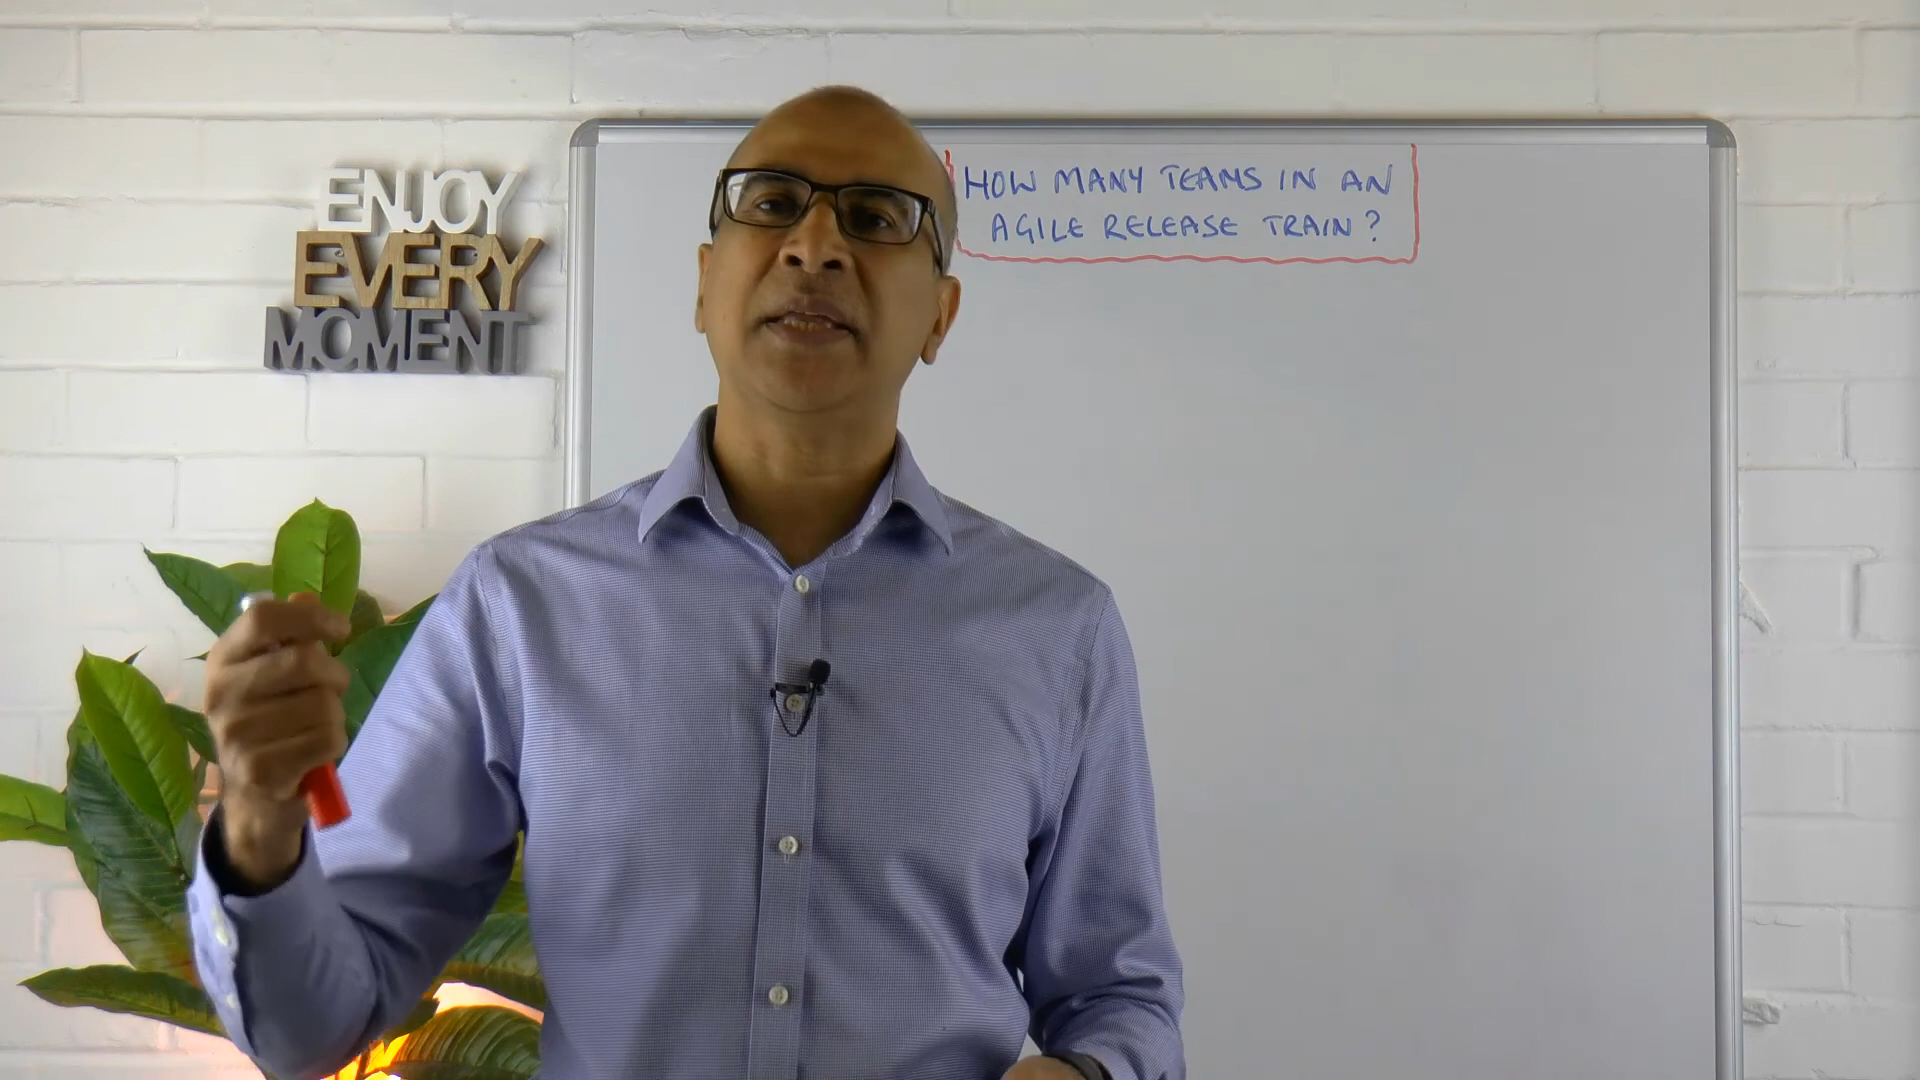 ENJOY
EVERY
MOMENT
HOW MANY TEAMS IN AN
AGILE RELEASE TRAIN?